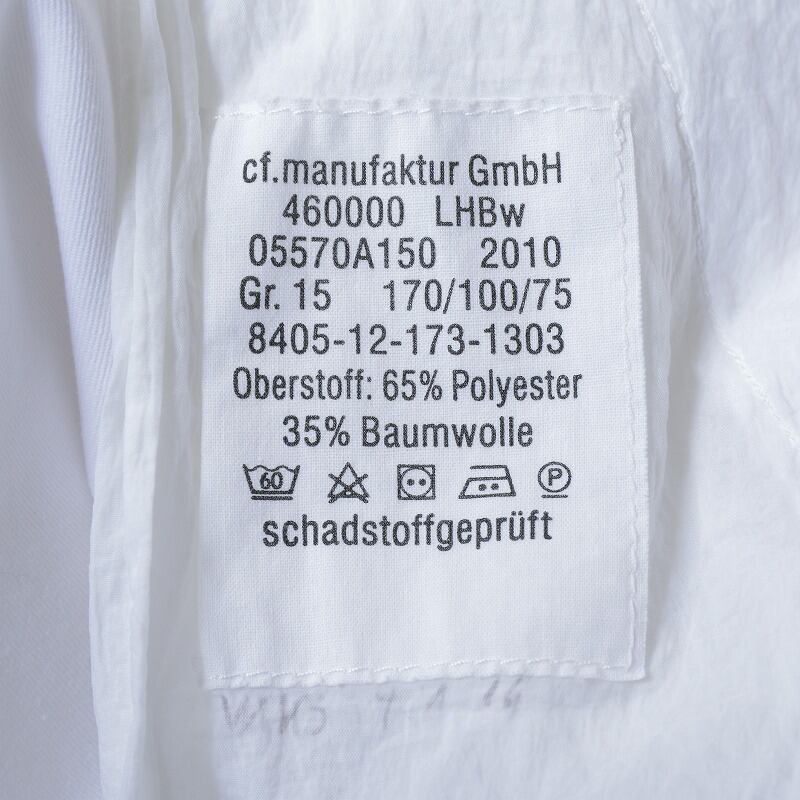 cf.manufaktur GmbH
460000 LHBw
05570A150 2010
Gr. 15 170/100/75
8405-12-173-1303
Oberstoff: 65% Polyester
35% Baumwolle
60 P
schadstoffgeprüft